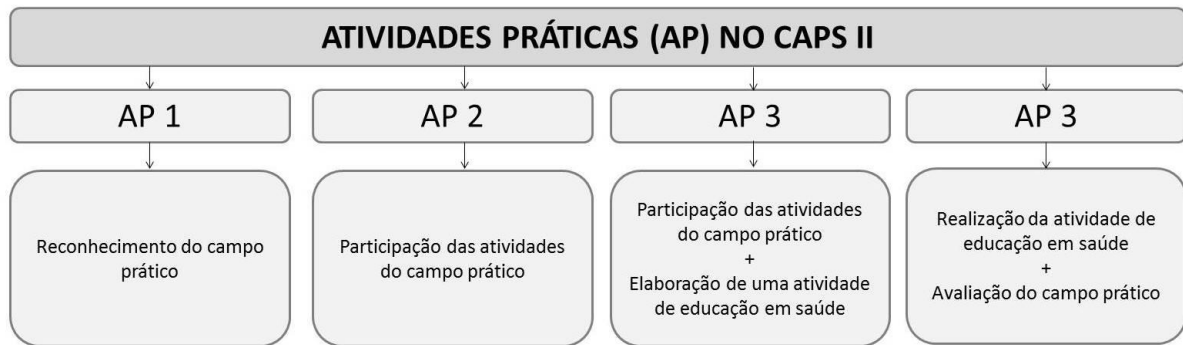 ATIVIDADES PRÁTICAS (AP) NO CAPS II
AP 1
AP 2
AP 3
AP 3
Reconhecimento do campo
prático
Participação das atividades
do campo prático
Participação das atividades
do campo prático
+
Elaboração de uma atividade
de educação em saúde
Realização da atividade de
educação em saúde
+
Avaliação do campo prático